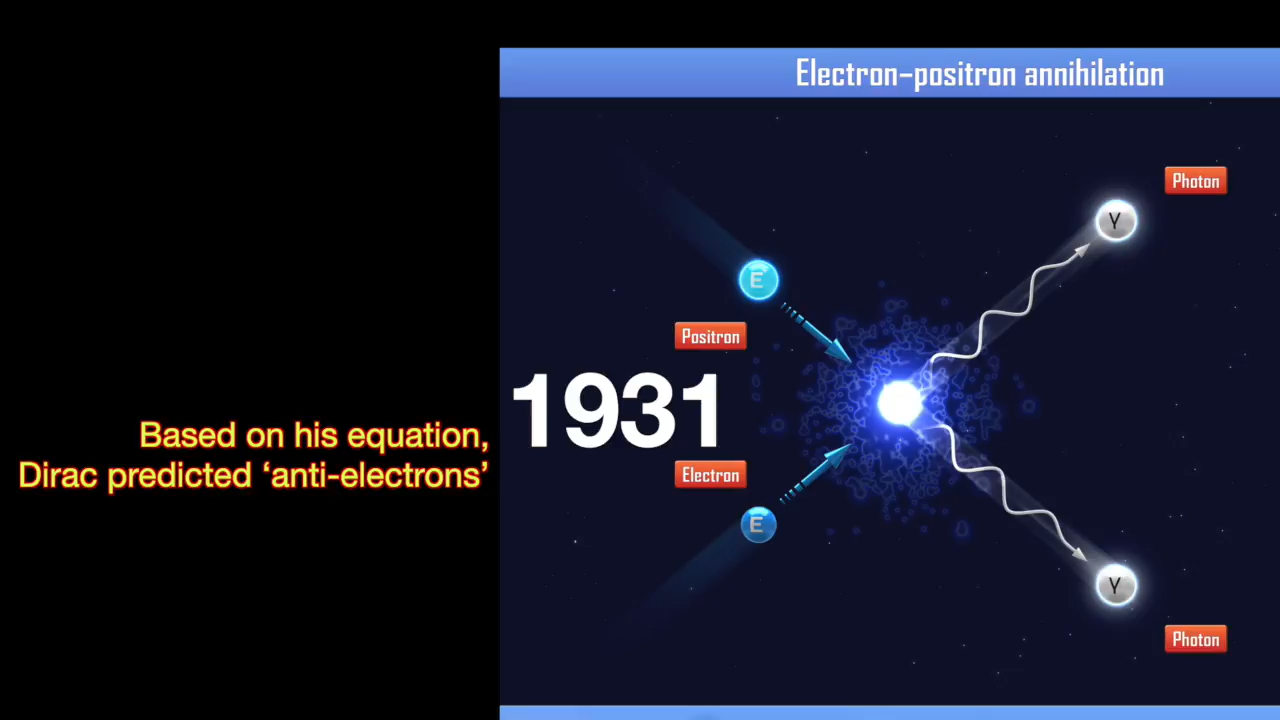 Electron–positron annihilation
Photon
Y
E
Positron
1931
Based on his equation,
Dirac predicted ‘anti-electrons’
Electron
E
Y
Photon